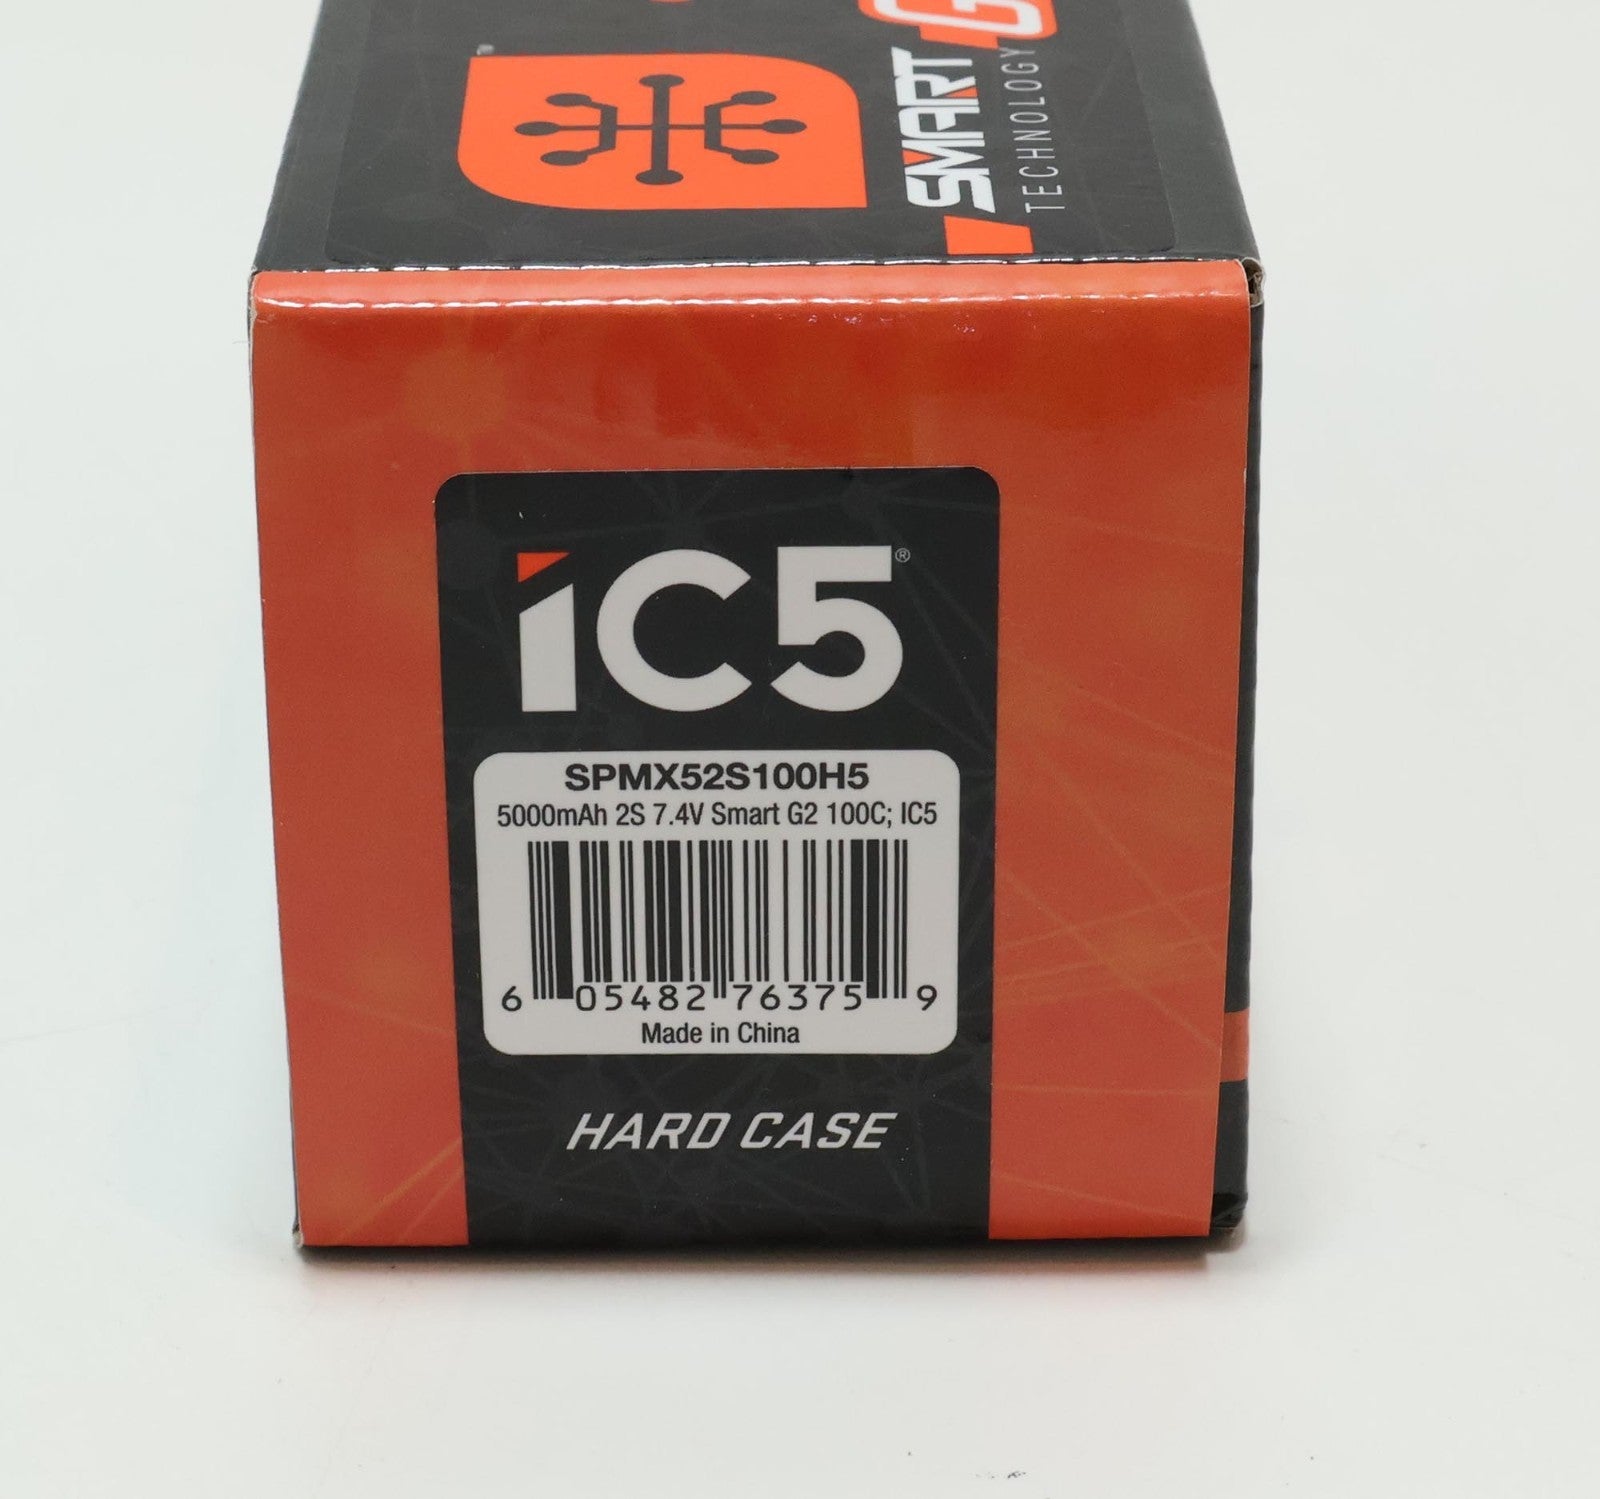 SMART G
TECHNOLOGY
iC5®
SPMX52S100H5
5000mAh 2S 7.4V Smart G2 100C; IC5
6 05482 76375 9
Made in China
HARD CASE